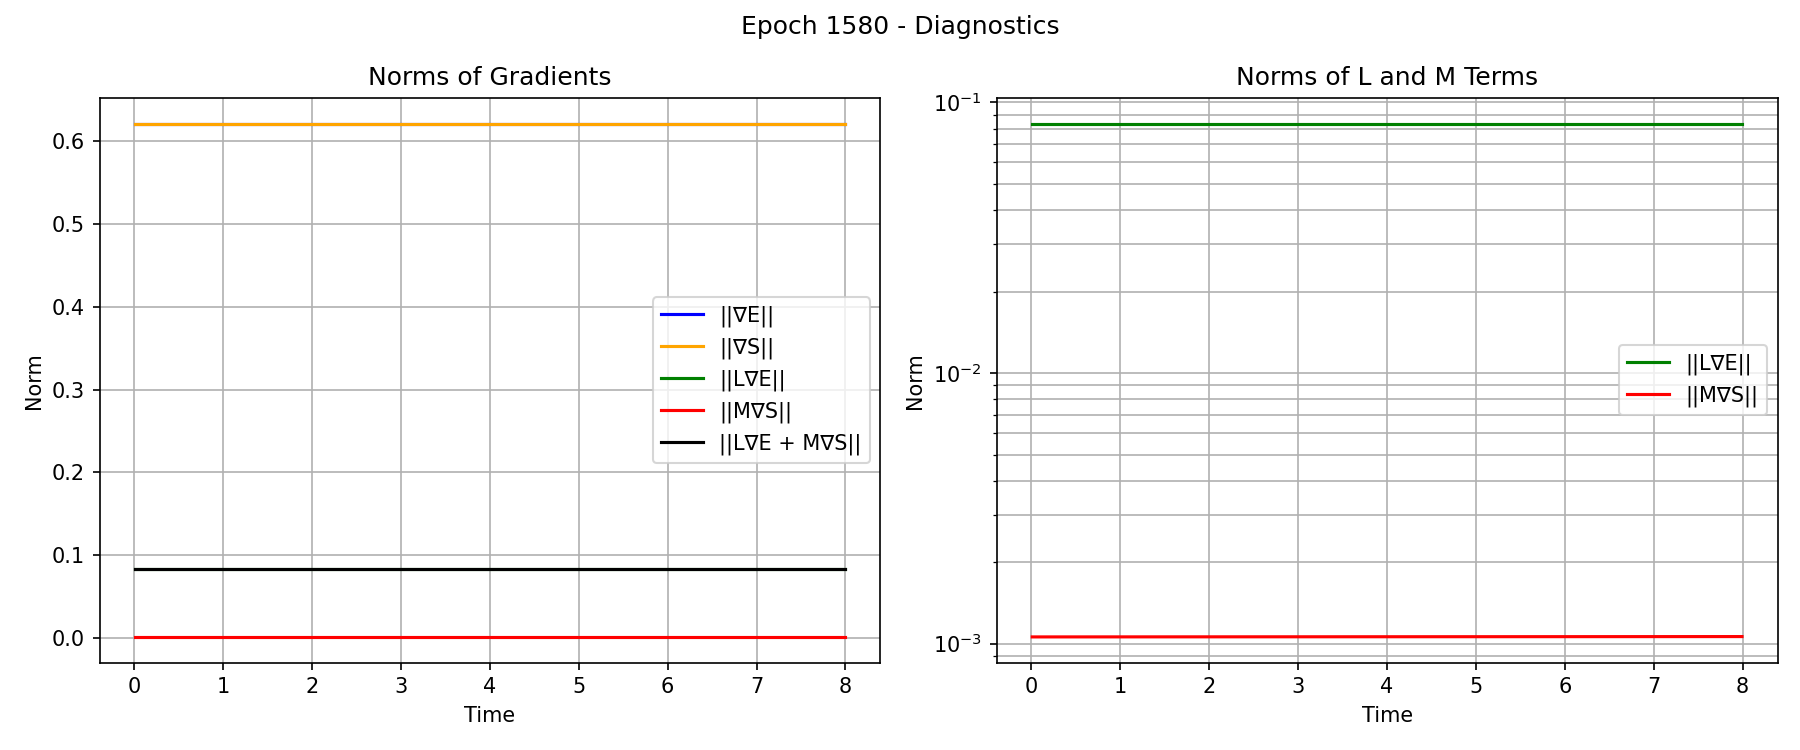 Epoch 1580 - Diagnostics
Norms of Gradients
Norm
0.6
0.5
0.4
0.3
0.2
0.1
0.0
||∇E||
||∇S||
||L∇E||
||M∇S||
||L∇E + M∇S||
0 1 2 3 4 5 6 7 8
Time
Norms of L and M Terms
Norm
10⁻¹
10⁻²
10⁻³
||L∇E||
||M∇S||
0 1 2 3 4 5 6 7 8
Time